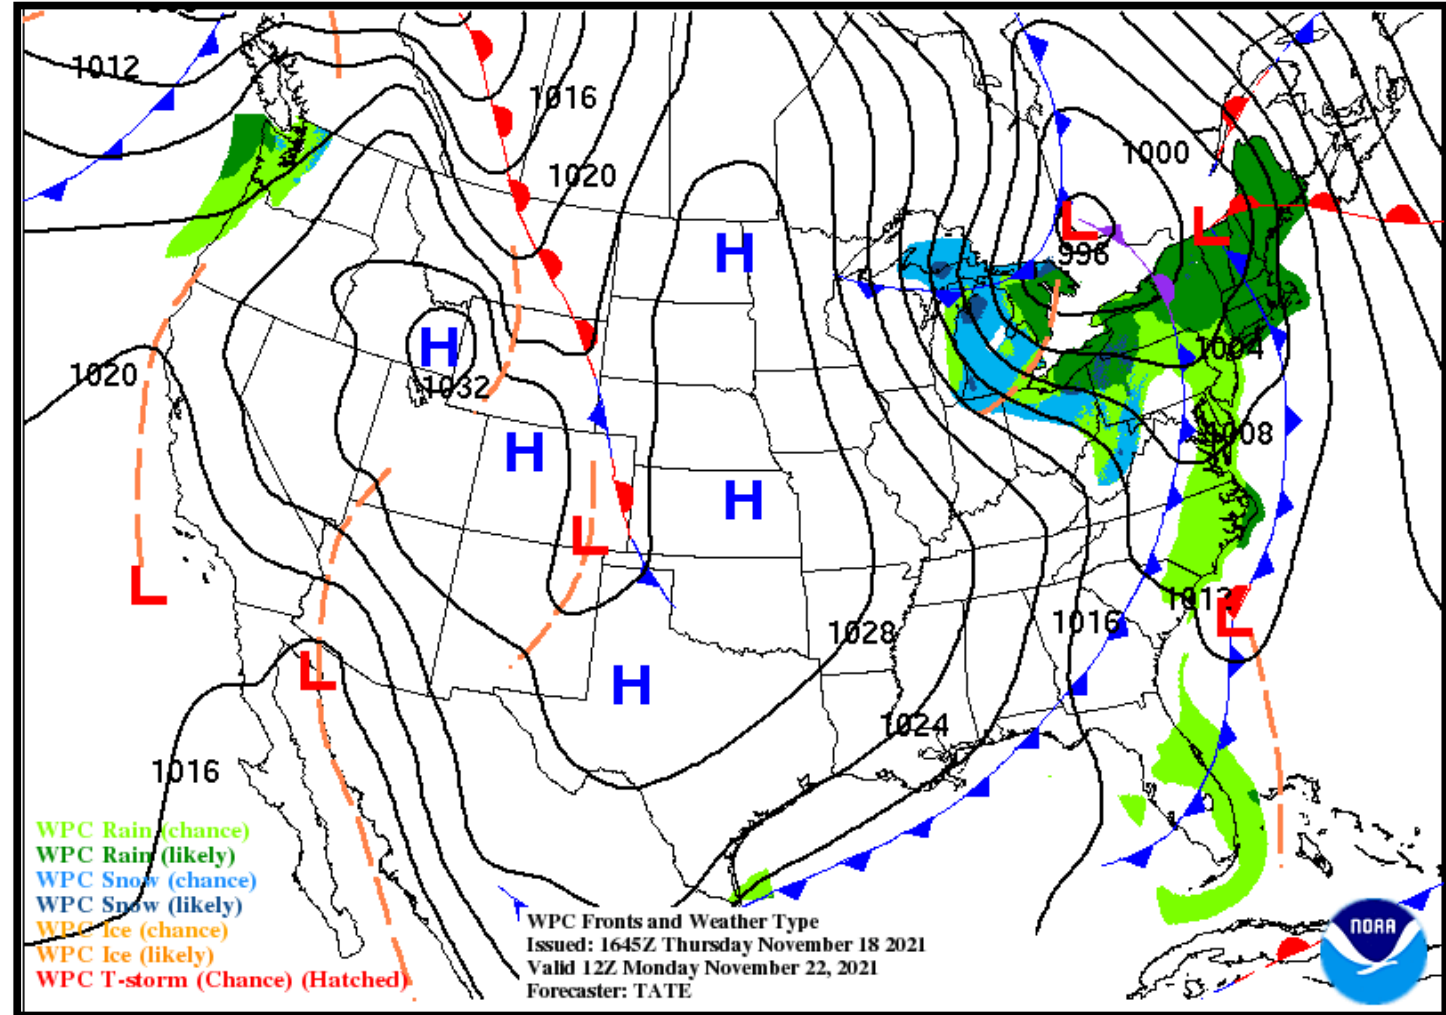 1012
1016
1000
1020
996
H
L
L
H
1004
1020
H
1032
1008
H
H
L
L
1012
L
1016
1028
L
H
1024
1016
WPC Rain (chance)
WPC Rain (likely)
WPC Snow (chance)
WPC Snow (likely)
WPC Ice (chance)
WPC Ice (likely)
WPC T-storm (Chance) (Hatched)
WPC Fronts and Weather Type
Issued: 1645Z Thursday November 18 2021
Valid 12Z Monday November 22, 2021
Forecaster: TATE
NOAA